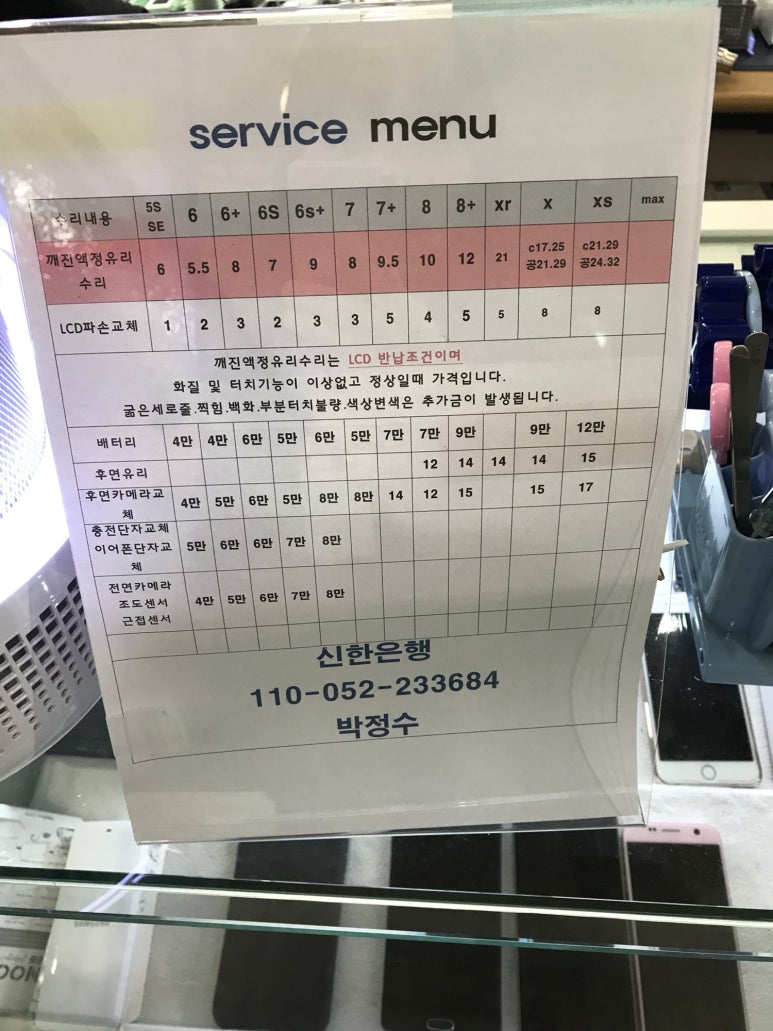 service menu
수리내용 5S SE 6 6+ 6S 6s+ 7 7+ 8 8+ xr x xs max
깨진액정유리 수리 6 5.5 8 7 9 8 9.5 10 12 21 c17.25 공21.29 c21.29 공24.32
LCD파손교체 1 2 3 2 3 3 5 4 5 5 8 8
깨진액정유리수리는 LCD 반납조건이며
화질 및 터치기능이 이상없고 정상일때 가격입니다.
굵은세로줄.찍힘.백화.부분터치불량.색상변색은 추가금이 발생됩니다.
배터리 4만 4만 6만 5만 6만 5만 7만 7만 9만 9만 12만
후면유리 12 14 14 14 15
후면카메라교체 4만 5만 6만 5만 8만 8만 14 12 15 15 17
충전단자교체
이어폰단자교체 5만 6만 6만 7만 8만
전면카메라
조도센서 4만 5만 6만 7만 8만
근접센서
신한은행
110-052-233684
박정수